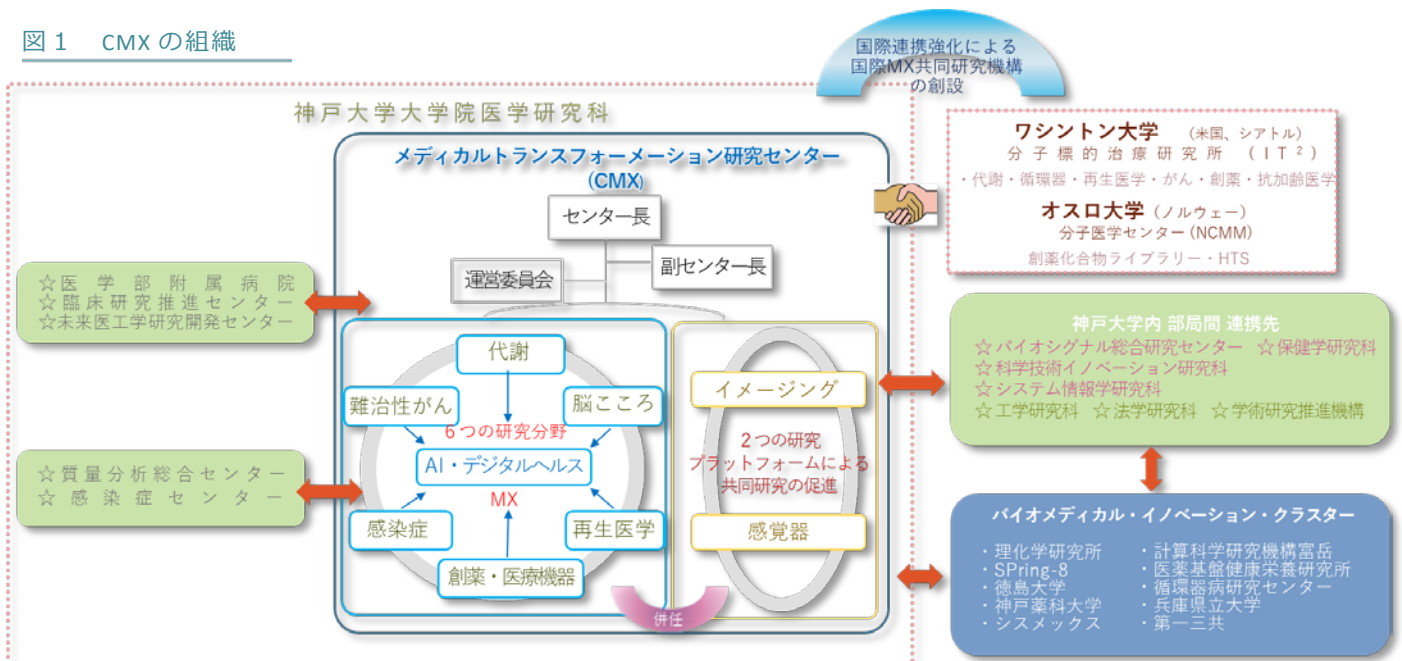 図1 CMXの組織
国際連携強化による
国際MX共同研究機構
の創設
神戸大学大学院医学研究科
メディカルトランスフォーメーション研究センター
(CMX)
センター長
副センター長
運営委員会
☆医学部附属病院
☆臨床研究推進センター
☆未来医工学研究開発センター
☆質量分析総合センター
☆感染症センター
代謝
難治性がん
脳こころ
6つの研究分野
AI・デジタルヘルス
MX
感染症
再生医学
創薬・医療機器
イメージング
2つの研究
プラットフォームによる
共同研究の促進
感覚器
併任
ワシントン大学 (米国、シアトル)
分子標的治療研究所 (IT²)
・代謝・循環器・再生医学・がん・創薬・抗加齢医学
オスロ大学 (ノルウェー)
分子医学センター(NCMM)
創薬化合物ライブラリー・HTS
神戸大学内 部局間 連携先
☆バイオシグナル総合研究センター ☆保健学研究科
☆科学技術イノベーション研究科
☆システム情報学研究科
☆工学研究科 ☆法学研究科 ☆学術研究推進機構
バイオメディカル・イノベーション・クラスター
・理化学研究所 ・計算科学研究機構富岳
・SPring-8 ・医薬基盤健康栄養研究所
・徳島大学 ・循環器病研究センター
・神戸薬科大学 ・兵庫県立大学
・シスメックス ・第一三共